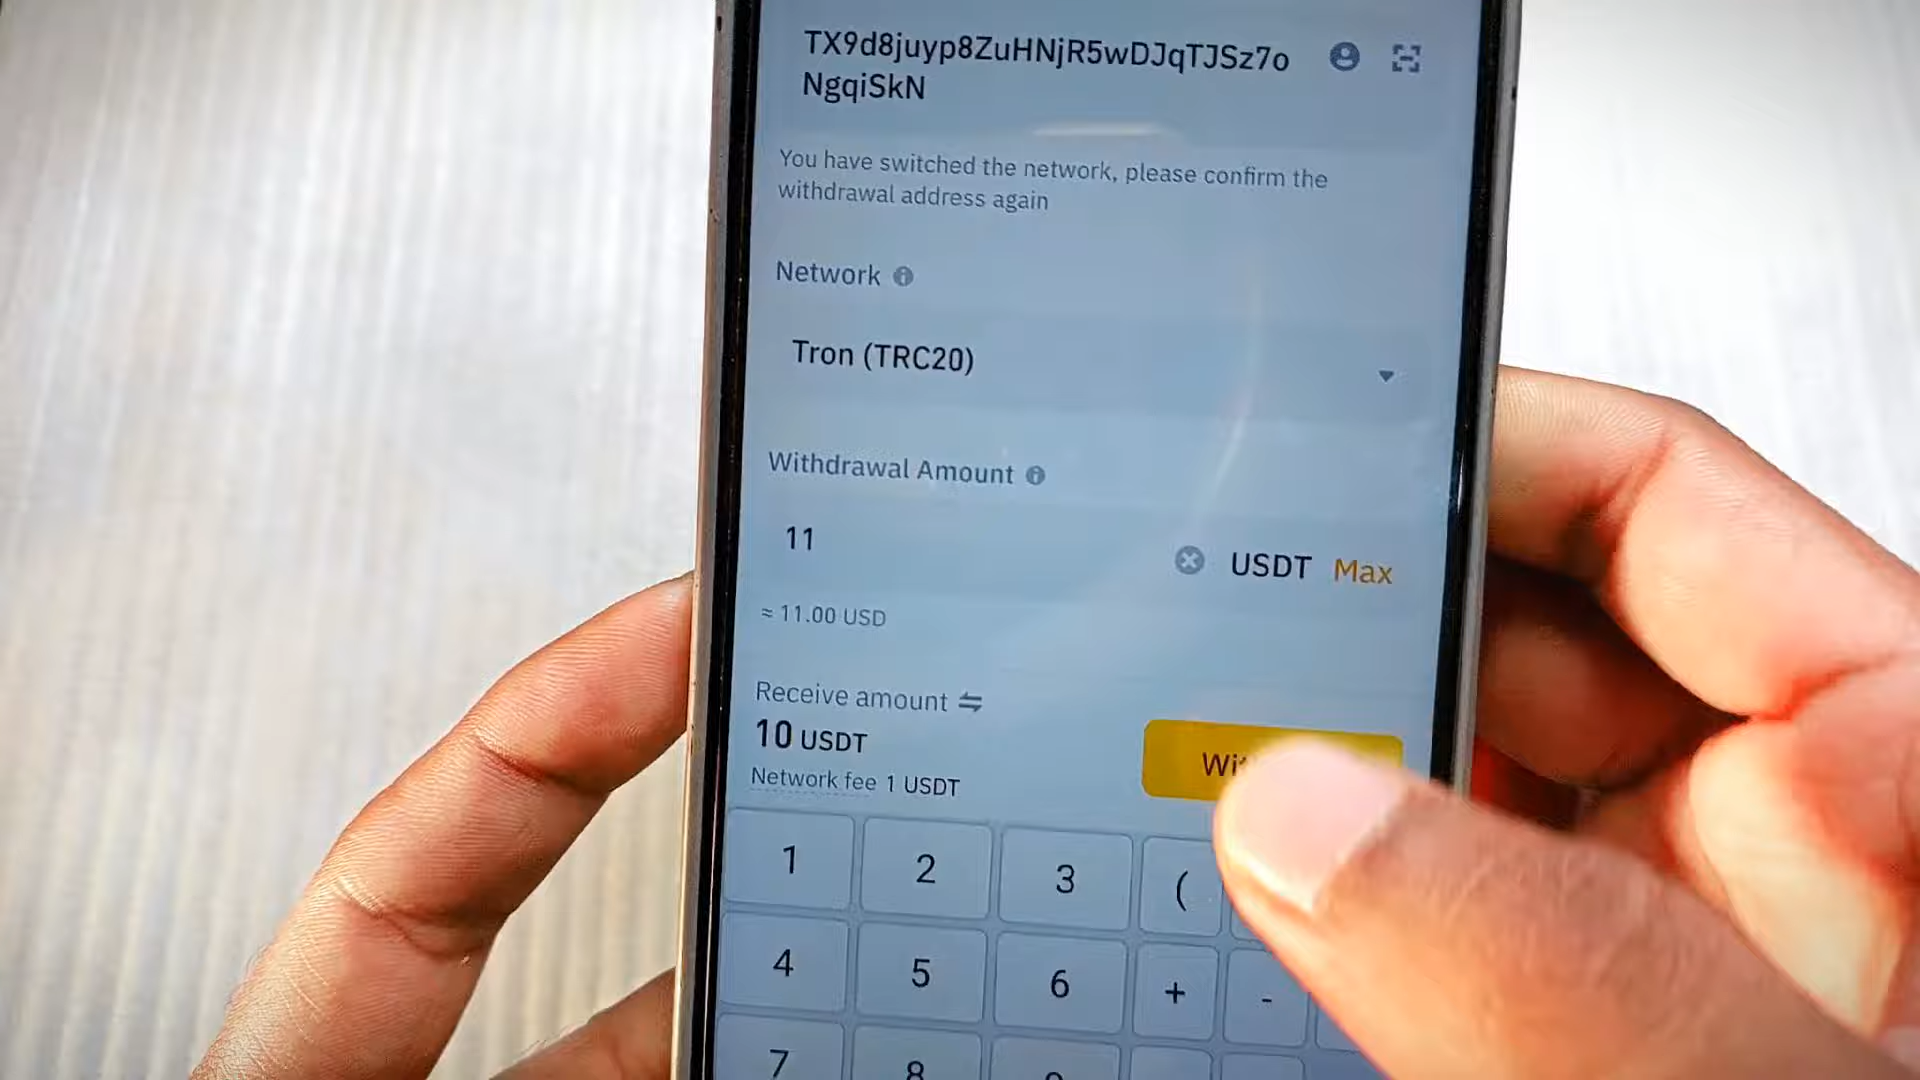 TX9d8juyp8ZuHNjR5wDJqTJSz7o
NgqiSkN
You have switched the network, please confirm the
withdrawal address again
Network
Tron (TRC20)
Withdrawal Amount
11
USDT Max
≈ 11.00 USD
Receive amount
10 USDT
Network fee 1 USDT
1 2 3 (
4 5 6 + -
7 8